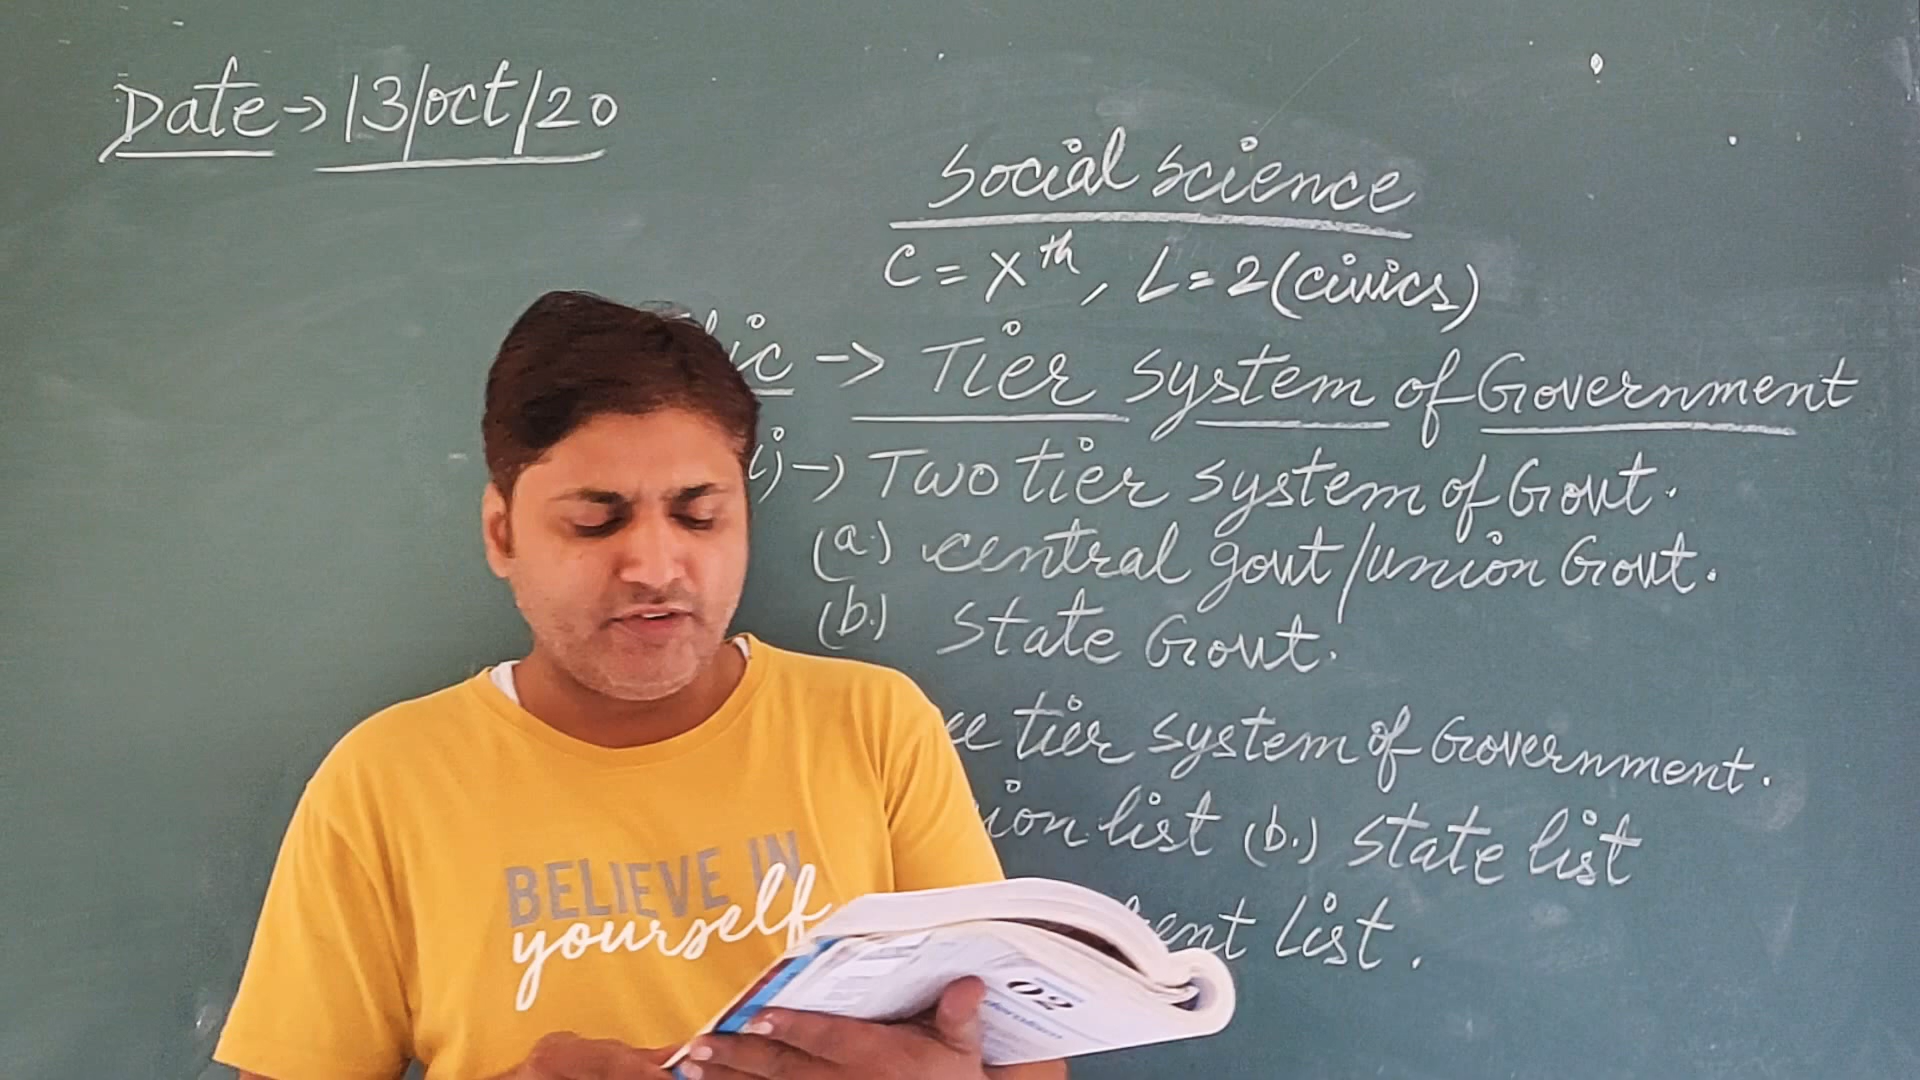 Date → 13/oct/20
Social Science
C = Xth, L = 2 (civics)
→ Tier System of Government
i) → Two tier system of Govt.
(a.) central govt/union Govt.
(b.) State Govt.
tier system of Government.
list (b.) State list
list.
BELIEVE IN
yourself
02